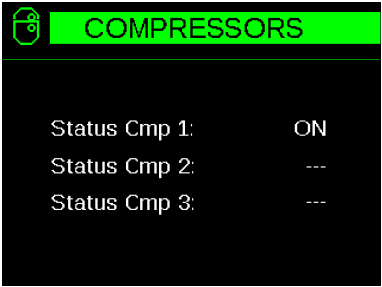 COMPRESSORS
Status Cmp 1: ON
Status Cmp 2: ---
Status Cmp 3: ---